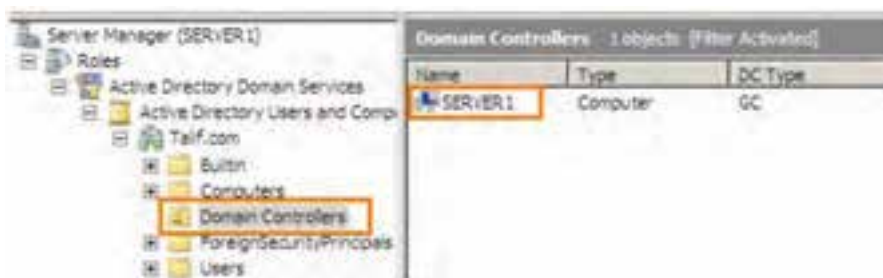 Server Manager (SERVER1)
Roles
Active Directory Domain Services
Active Directory Users and Comp
Taif.com
Builtin
Computers
Domain Controllers
ForeignSecurityPrincipals
Users
Domain Controllers 1 objects [Filter Activated]
Name Type DC Type
SERVER1 Computer GC